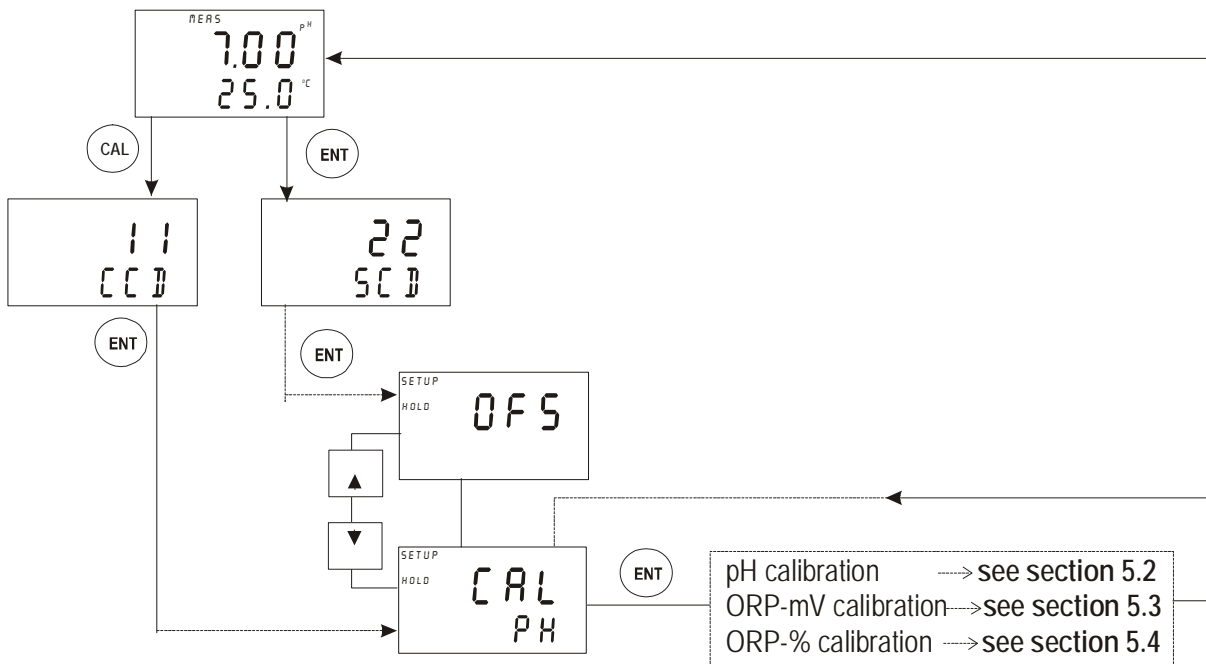 MEAS
7.00 pH
25.0 °C
CAL
ENT
11
CCD
22
SCD
ENT
ENT
SETUP
HOLD
OFS
SETUP
HOLD
CAL
PH
ENT
pH calibration see section 5.2
ORP-mV calibration see section 5.3
ORP-% calibration see section 5.4